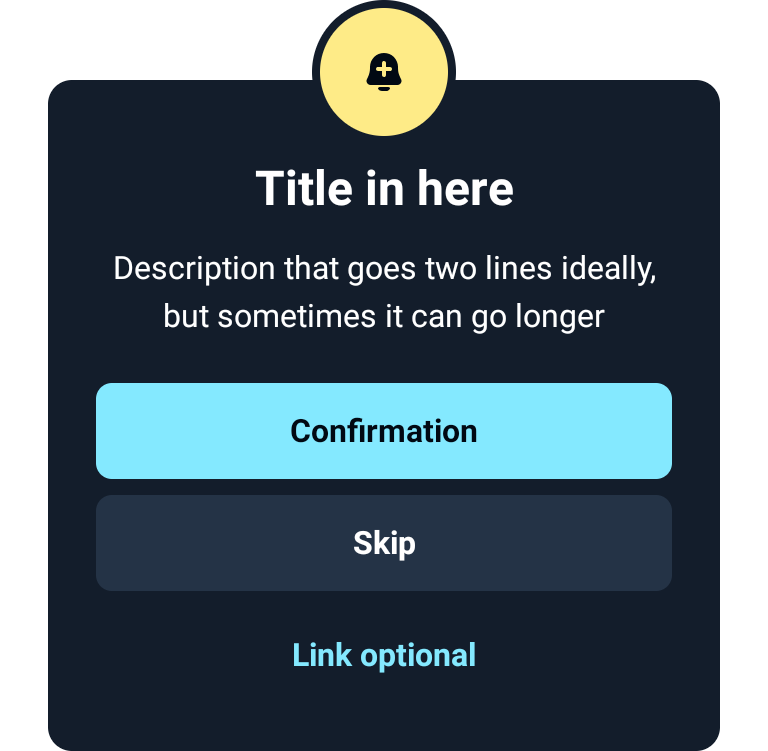 Title in here
Description that goes two lines ideally,
but sometimes it can go longer
Confirmation
Skip
Link optional